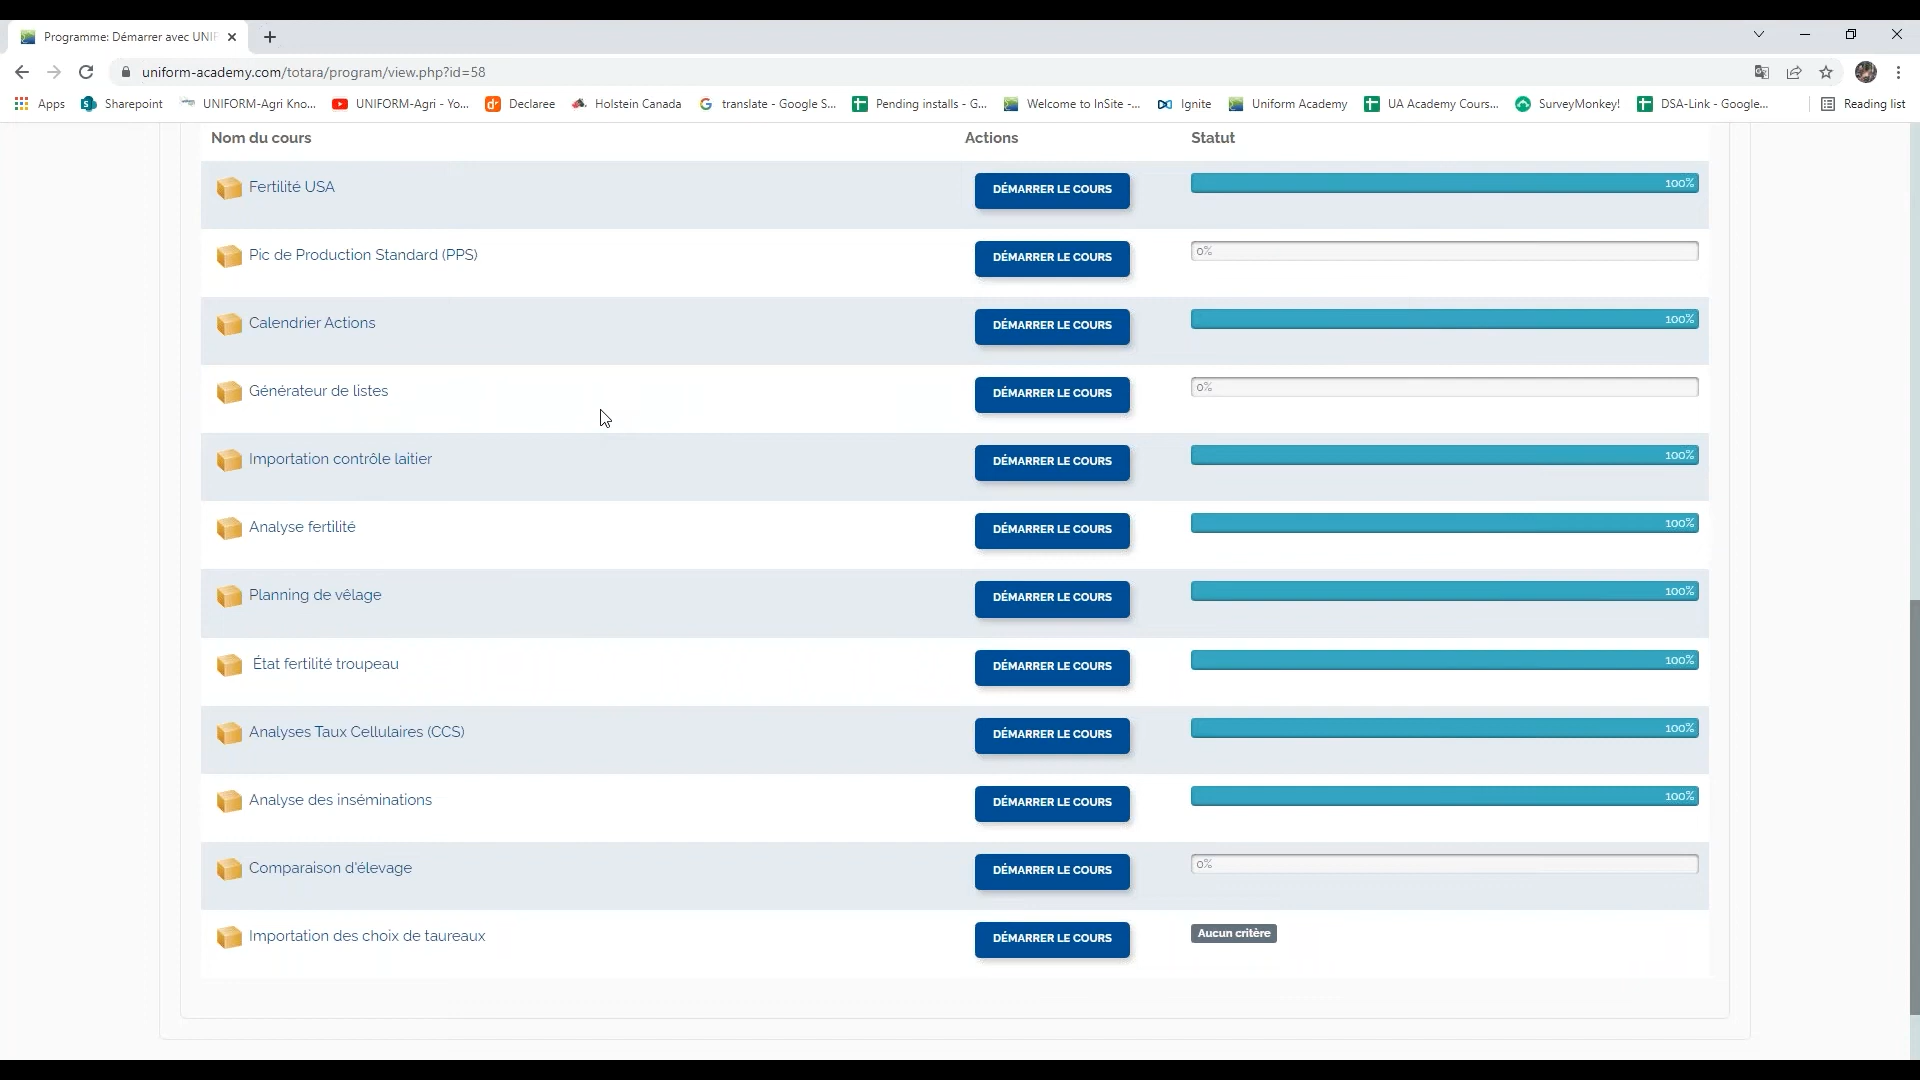 Programme: Démarrer avec UNIF
uniform-academy.com/totara/program/view.php?id=58
Apps Sharepoint UNIFORM-Agri Kno... UNIFORM-Agri - Yo... Declaree Holstein Canada translate - Google S... Pending installs - G... Welcome to InSite -... Ignite Uniform Academy UA Academy Cours... SurveyMonkey! DSA-Link - Google... Reading list
Nom du cours Actions Statut
Fertilité USA DÉMARRER LE COURS 100%
Pic de Production Standard (PPS) DÉMARRER LE COURS 0%
Calendrier Actions DÉMARRER LE COURS 100%
Générateur de listes DÉMARRER LE COURS 0%
Importation contrôle laitier DÉMARRER LE COURS 100%
Analyse fertilité DÉMARRER LE COURS 100%
Planning de vêlage DÉMARRER LE COURS 100%
État fertilité troupeau DÉMARRER LE COURS 100%
Analyses Taux Cellulaires (CCS) DÉMARRER LE COURS 100%
Analyse des inséminations DÉMARRER LE COURS 100%
Comparaison d'élevage DÉMARRER LE COURS 0%
Importation des choix de taureaux DÉMARRER LE COURS Aucun critère